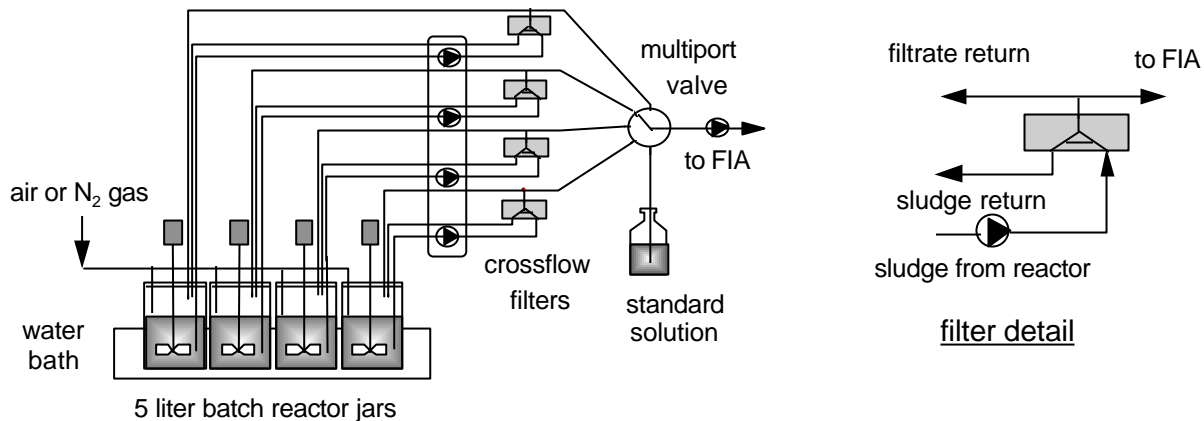 multiport
valve
to FIA
air or N₂ gas
crossflow
filters
water
bath
standard
solution
5 liter batch reactor jars
filtrate return
to FIA
sludge return
sludge from reactor
filter detail